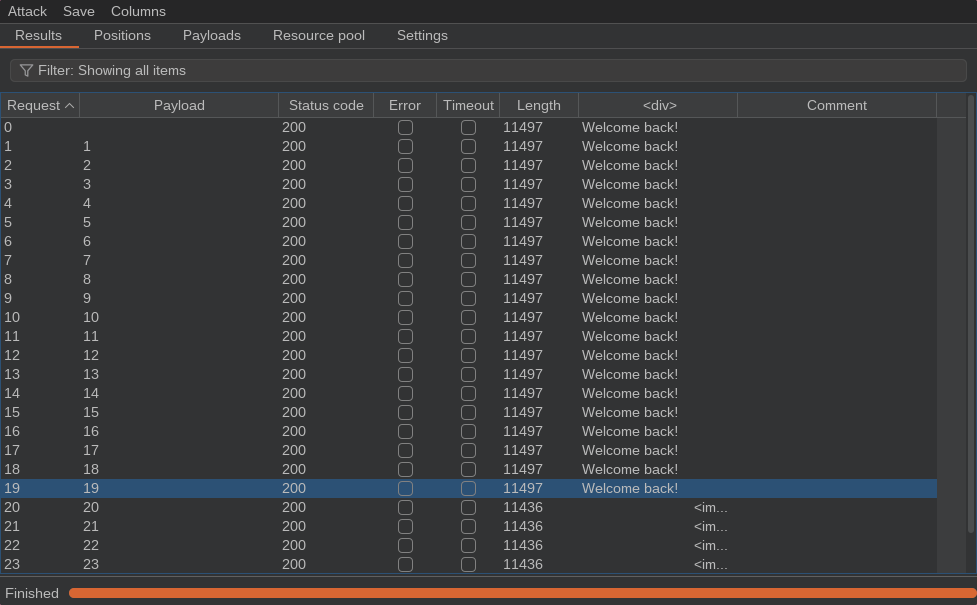 Attack Save Columns
Results Positions Payloads Resource pool Settings
Filter: Showing all items
Request Payload Status code Error Timeout Length <div> Comment
0 200 11497 Welcome back!
1 1 200 11497 Welcome back!
2 2 200 11497 Welcome back!
3 3 200 11497 Welcome back!
4 4 200 11497 Welcome back!
5 5 200 11497 Welcome back!
6 6 200 11497 Welcome back!
7 7 200 11497 Welcome back!
8 8 200 11497 Welcome back!
9 9 200 11497 Welcome back!
10 10 200 11497 Welcome back!
11 11 200 11497 Welcome back!
12 12 200 11497 Welcome back!
13 13 200 11497 Welcome back!
14 14 200 11497 Welcome back!
15 15 200 11497 Welcome back!
16 16 200 11497 Welcome back!
17 17 200 11497 Welcome back!
18 18 200 11497 Welcome back!
19 19 200 11497 Welcome back!
20 20 200 11436 <im...
21 21 200 11436 <im...
22 22 200 11436 <im...
23 23 200 11436 <im...
Finished